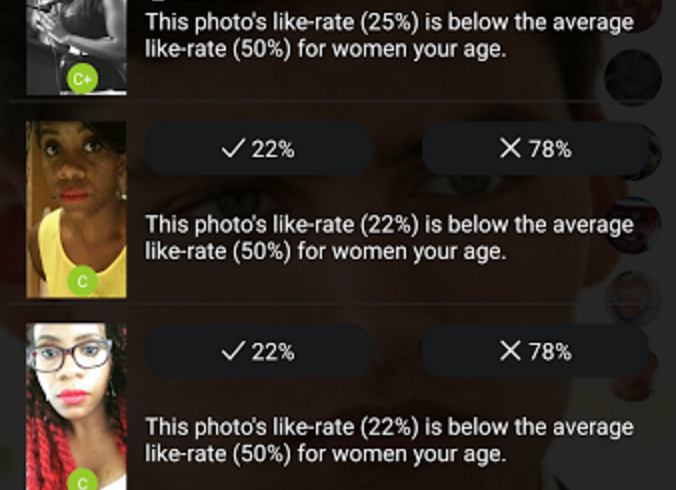 This photo's like-rate (25%) is below the average
like-rate (50%) for women your age.
C+
✓ 22% ✕ 78%
This photo's like-rate (22%) is below the average
like-rate (50%) for women your age.
C
✓ 22% ✕ 78%
This photo's like-rate (22%) is below the average
like-rate (50%) for women your age.
C